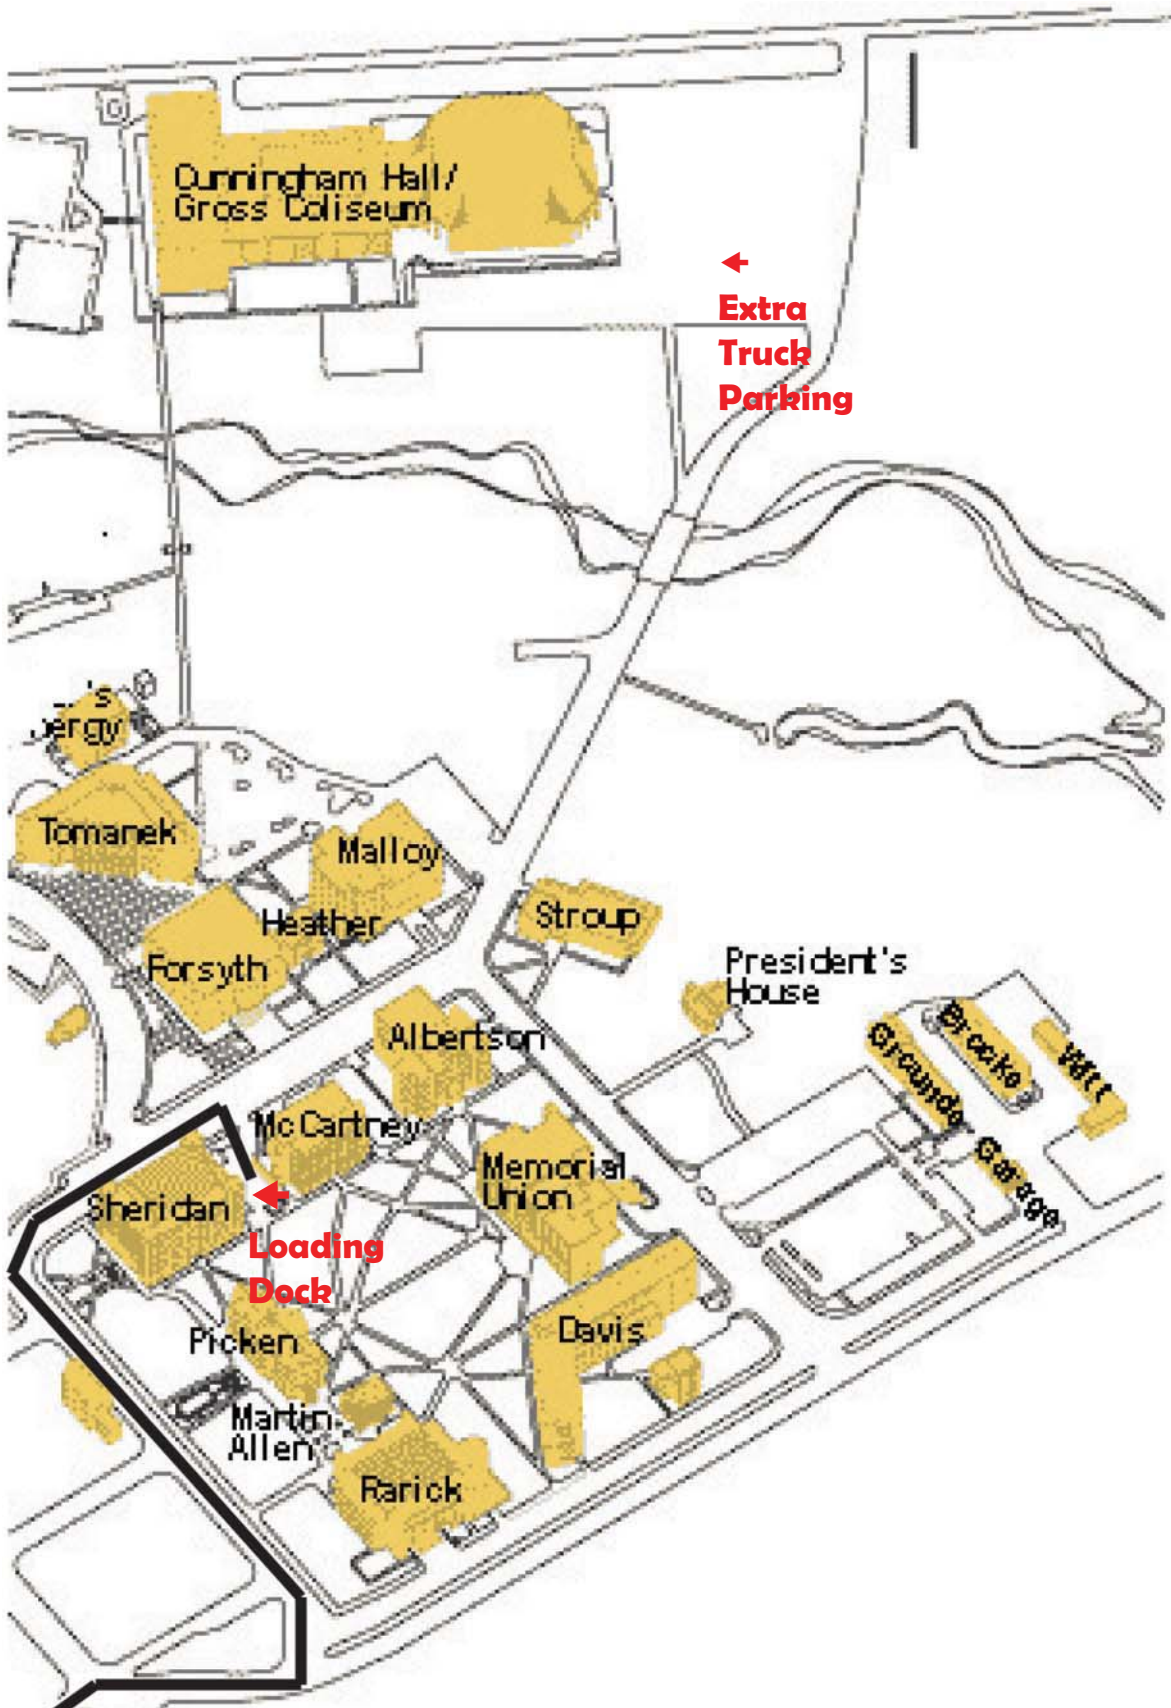 Cunningham Hall/
Gross Coliseum
Extra
Truck
Parking
Tomanek
Malloy
Heather
Forsyth
Stroup
President's
House
Albertson
Grounds
Brooks
Witt
Garage
McCartney
Memorial
Union
Sheridan
Loading
Dock
Picken
Davis
Martin
Allen
Rarick